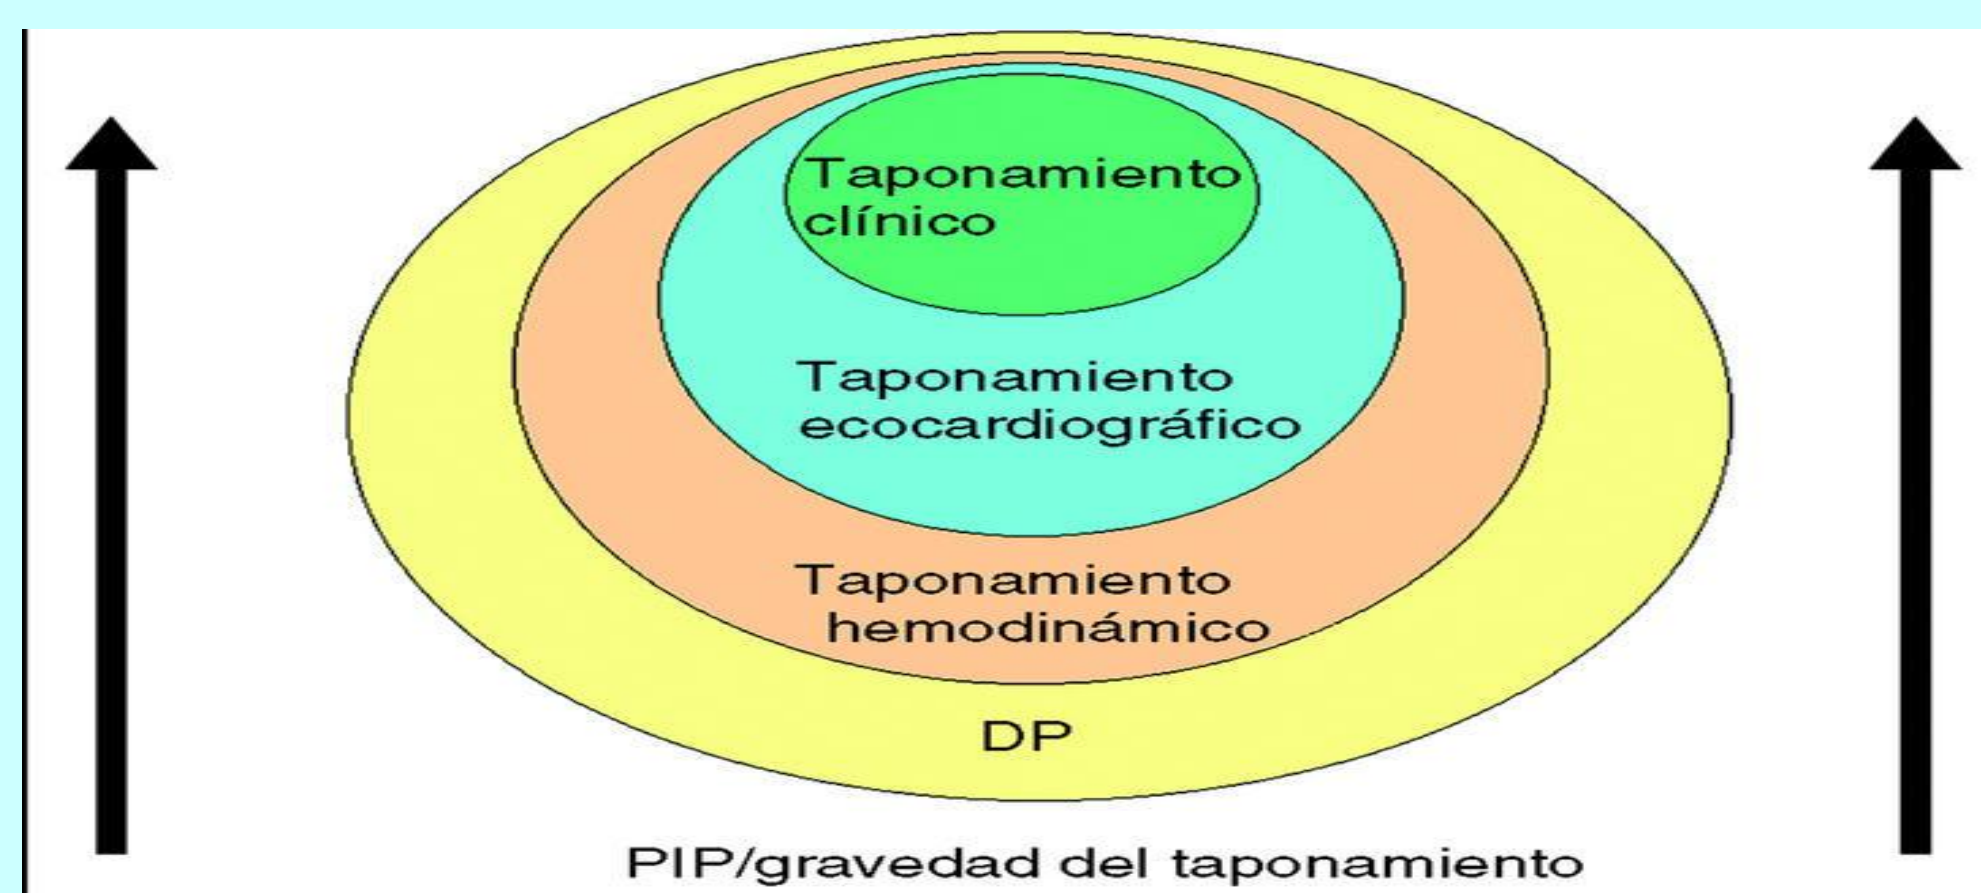 Taponamiento
clínico
Taponamiento
ecocardiográfico
Taponamiento
hemodinámico
DP
PIP/gravedad del taponamiento